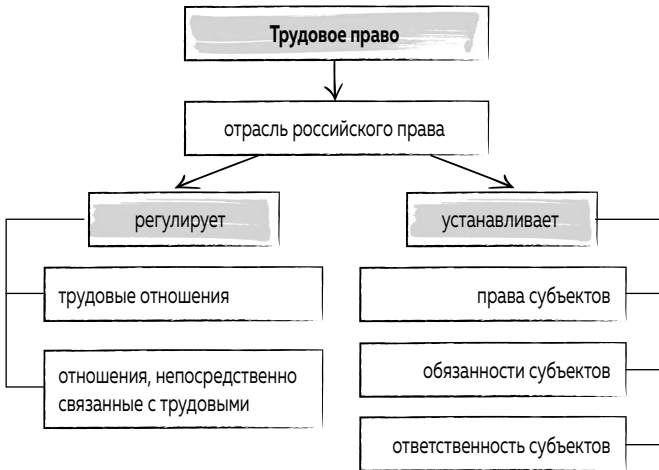 Трудовое право
отрасль российского права
регулирует
устанавливает
трудовые отношения
права субъектов
отношения, непосредственно
связанные с трудовыми
обязанности субъектов
ответственность субъектов